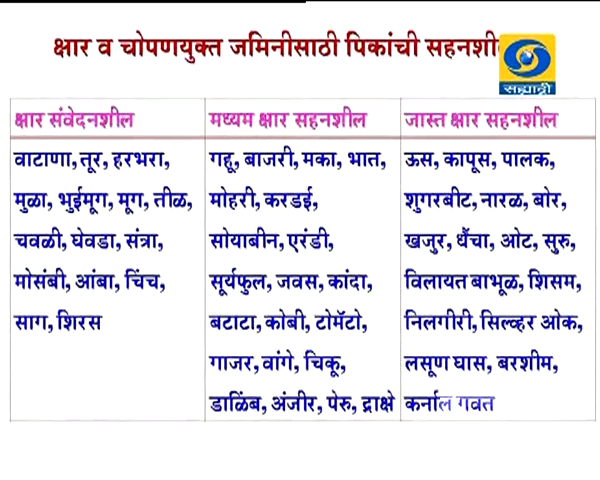 क्षार व चोपणयुक्त जमिनीसाठी पिकांची
सह्याद्री
क्षार संवेदनशील
वाटाणा, तूर, हरभरा,
मुळा, भुईमूग, मूग, तीळ,
चवळी, घेवडा, संत्रा,
मोसंबी, आंबा, चिंच,
साग, शिरस
मध्यम क्षार सहनशील
गहू, बाजरी, मका, भात,
मोहरी, करडई,
सोयाबीन, एरंडी,
सूर्यफुल, जवस, कांदा,
बटाटा, कोबी, टोमॅटो,
गाजर, वांगे, चिकू,
डाळिंब, अंजीर, पेरु, द्राक्षे
जास्त क्षार सहनशील
ऊस, कापूस, पालक,
शुगरबीट, नारळ, बोर,
खजुर, धैंचा, ओट, सुरु,
विलायत बाभूळ, शिसम,
निलगीरी, सिल्व्हर ओक,
लसूण घास, बरशीम,
कर्नाल गवत